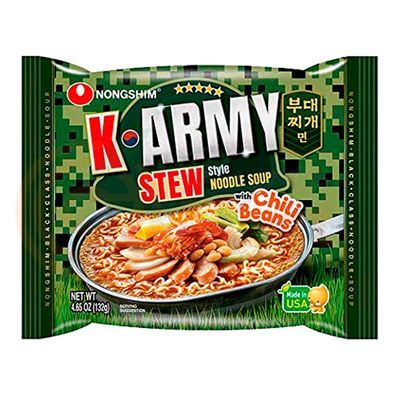 NONGSHIM
K·ARMY
STEW
Style
NOODLE SOUP
부대
찌개
면
with
Chili
Beans
NET WT
4.65 OZ (132g)
SERVING
SUGGESTION
Made in
USA
NONGSHIM·BLACK·CLASS·NOODLE·SOUP
NONGSHIM·BLACK·CLASS·NOODLE·SOUP